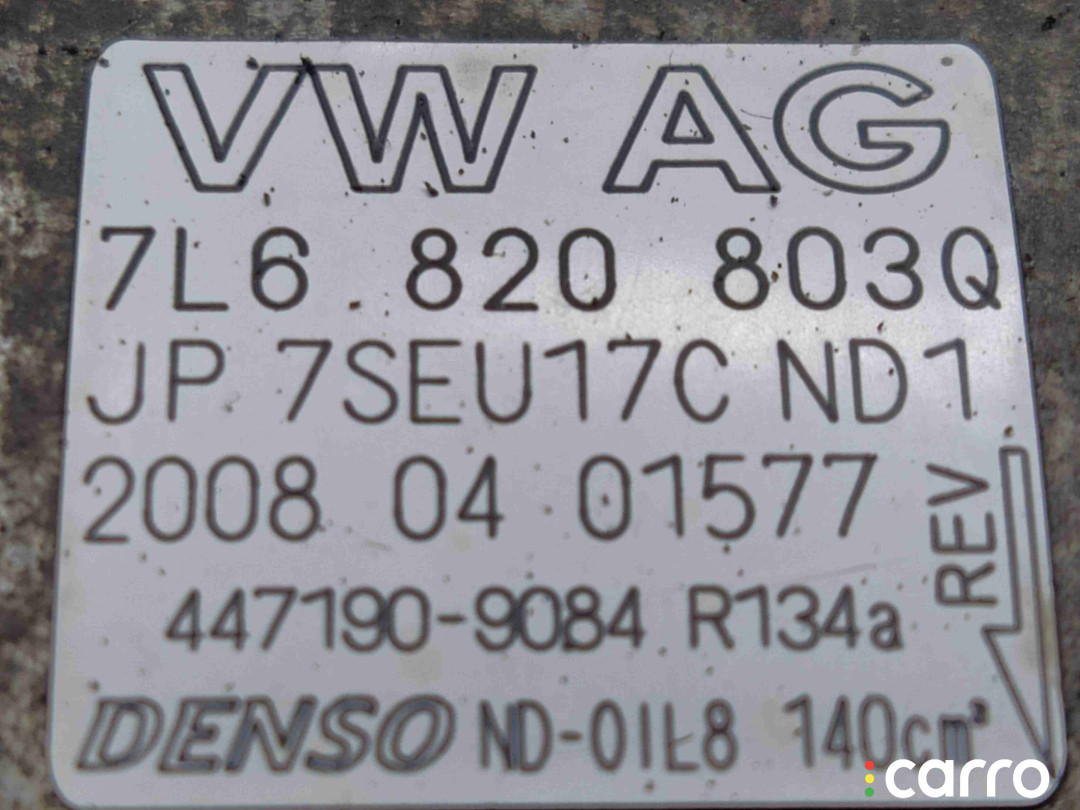 VW AG
7L6 820 803Q
JP 7SEU17C ND1
2008 04 01577
REV
447190-9084 R134a
DENSO ND-OIL8 140cm³
carro